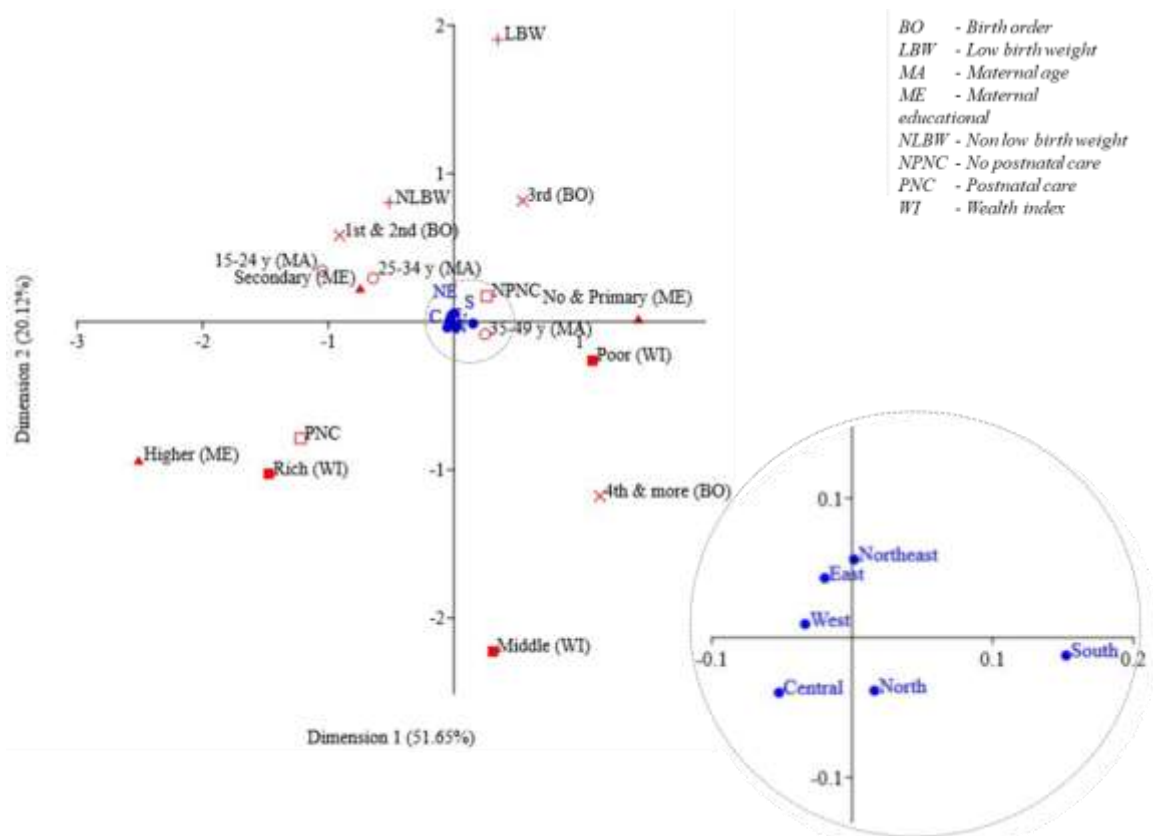 2
LBW
BO - Birth order
LBW - Low birth weight
MA - Maternal age
ME - Maternal
educational
NLBW - Non low birth weight
NPNC - No postnatal care
PNC - Postnatal care
WI - Wealth index
1
3rd (BO)
NLBW
1st & 2nd (BO)
15-24 y (MA)
25-34 y (MA)
Secondary (ME)
NE
NPNC
No & Primary (ME)
S
C
35-49 y (MA)
-3
-2
-1
1
Poor (WI)
Dimension 2 (20.12%)
PNC
Higher (ME)
Rich (WI)
-1
4th & more (BO)
-2
Middle (WI)
Dimension 1 (51.65%)
0.1
Northeast
East
West
-0.1
0.1
0.2
South
Central
North
-0.1